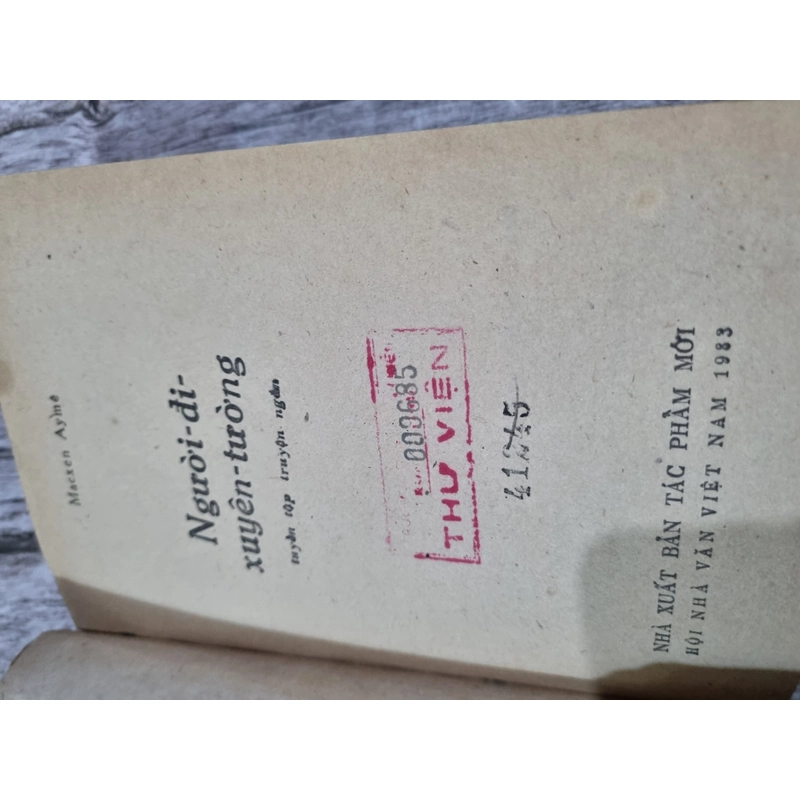 Macxen Aymê
Người-đi-
xuyên-tường
tuyển tập truyện ngắn
000685
THƯ VIỆN
NHÀ XUẤT BẢN TÁC PHẨM MỚI
HỘI NHÀ VĂN VIỆT NAM 1983